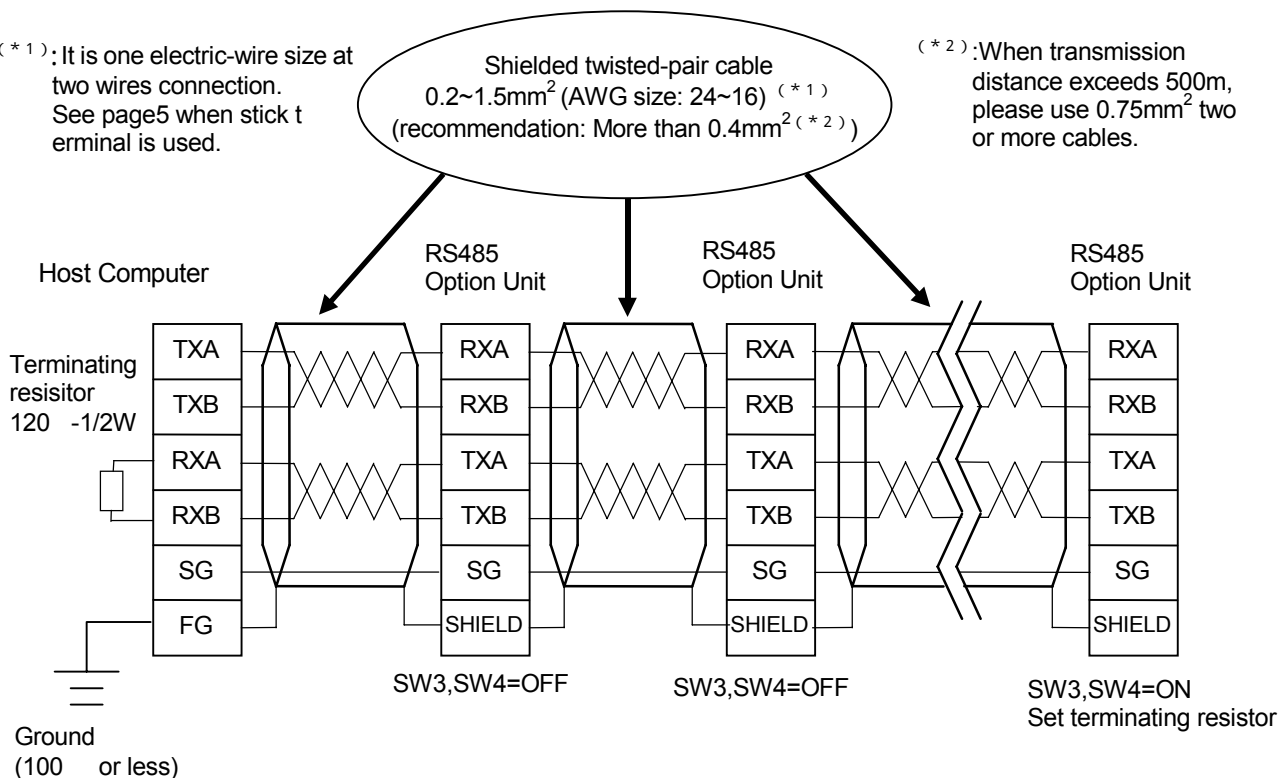 (*1): It is one electric-wire size at
two wires connection.
See page5 when stick t
erminal is used.
Shielded twisted-pair cable
0.2~1.5mm² (AWG size: 24~16) (*1)
(recommendation: More than 0.4mm² (*2))
(*2):When transmission
distance exceeds 500m,
please use 0.75mm² two
or more cables.
Host Computer
RS485
Option Unit
RS485
Option Unit
RS485
Option Unit
Terminating
resisitor
120 -1/2W
TXA
TXB
RXA
RXB
SG
FG
RXA
RXB
TXA
TXB
SG
SHIELD
RXA
RXB
TXA
TXB
SG
SHIELD
RXA
RXB
TXA
TXB
SG
SHIELD
SW3,SW4=OFF
SW3,SW4=OFF
SW3,SW4=ON
Set terminating resistor
Ground
(100 or less)